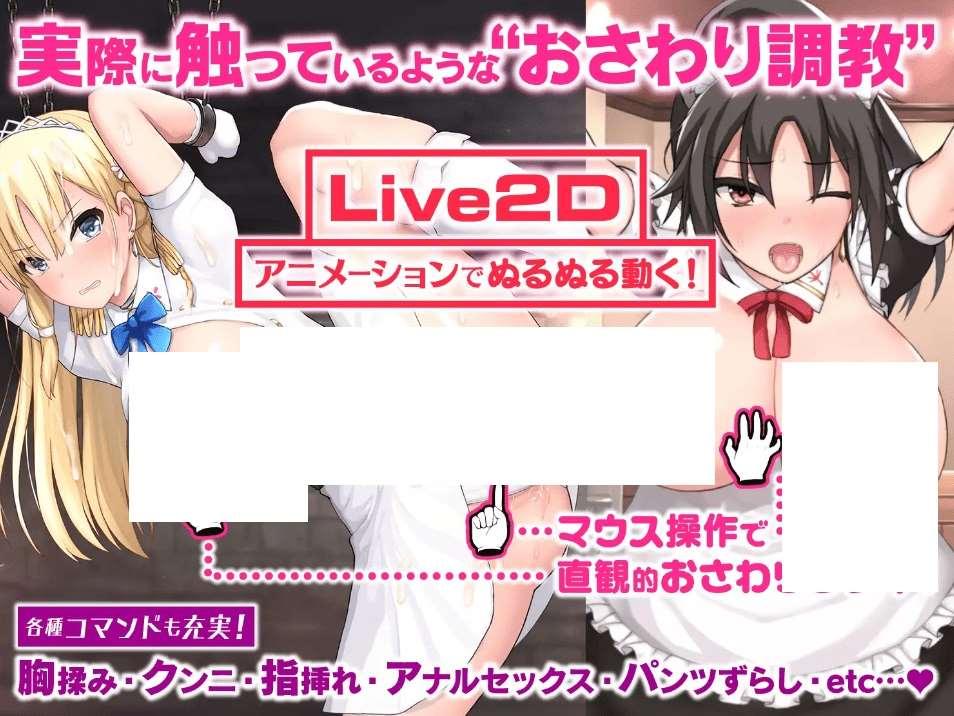 実際に触っているような“おさわり調教”
Live2D
アニメーションでぬるぬる動く！
…マウス操作で
直観的おさわり
各種コマンドも充実！
胸揉み・クンニ・指挿れ・アナルセックス・パンツずらし・etc…♥